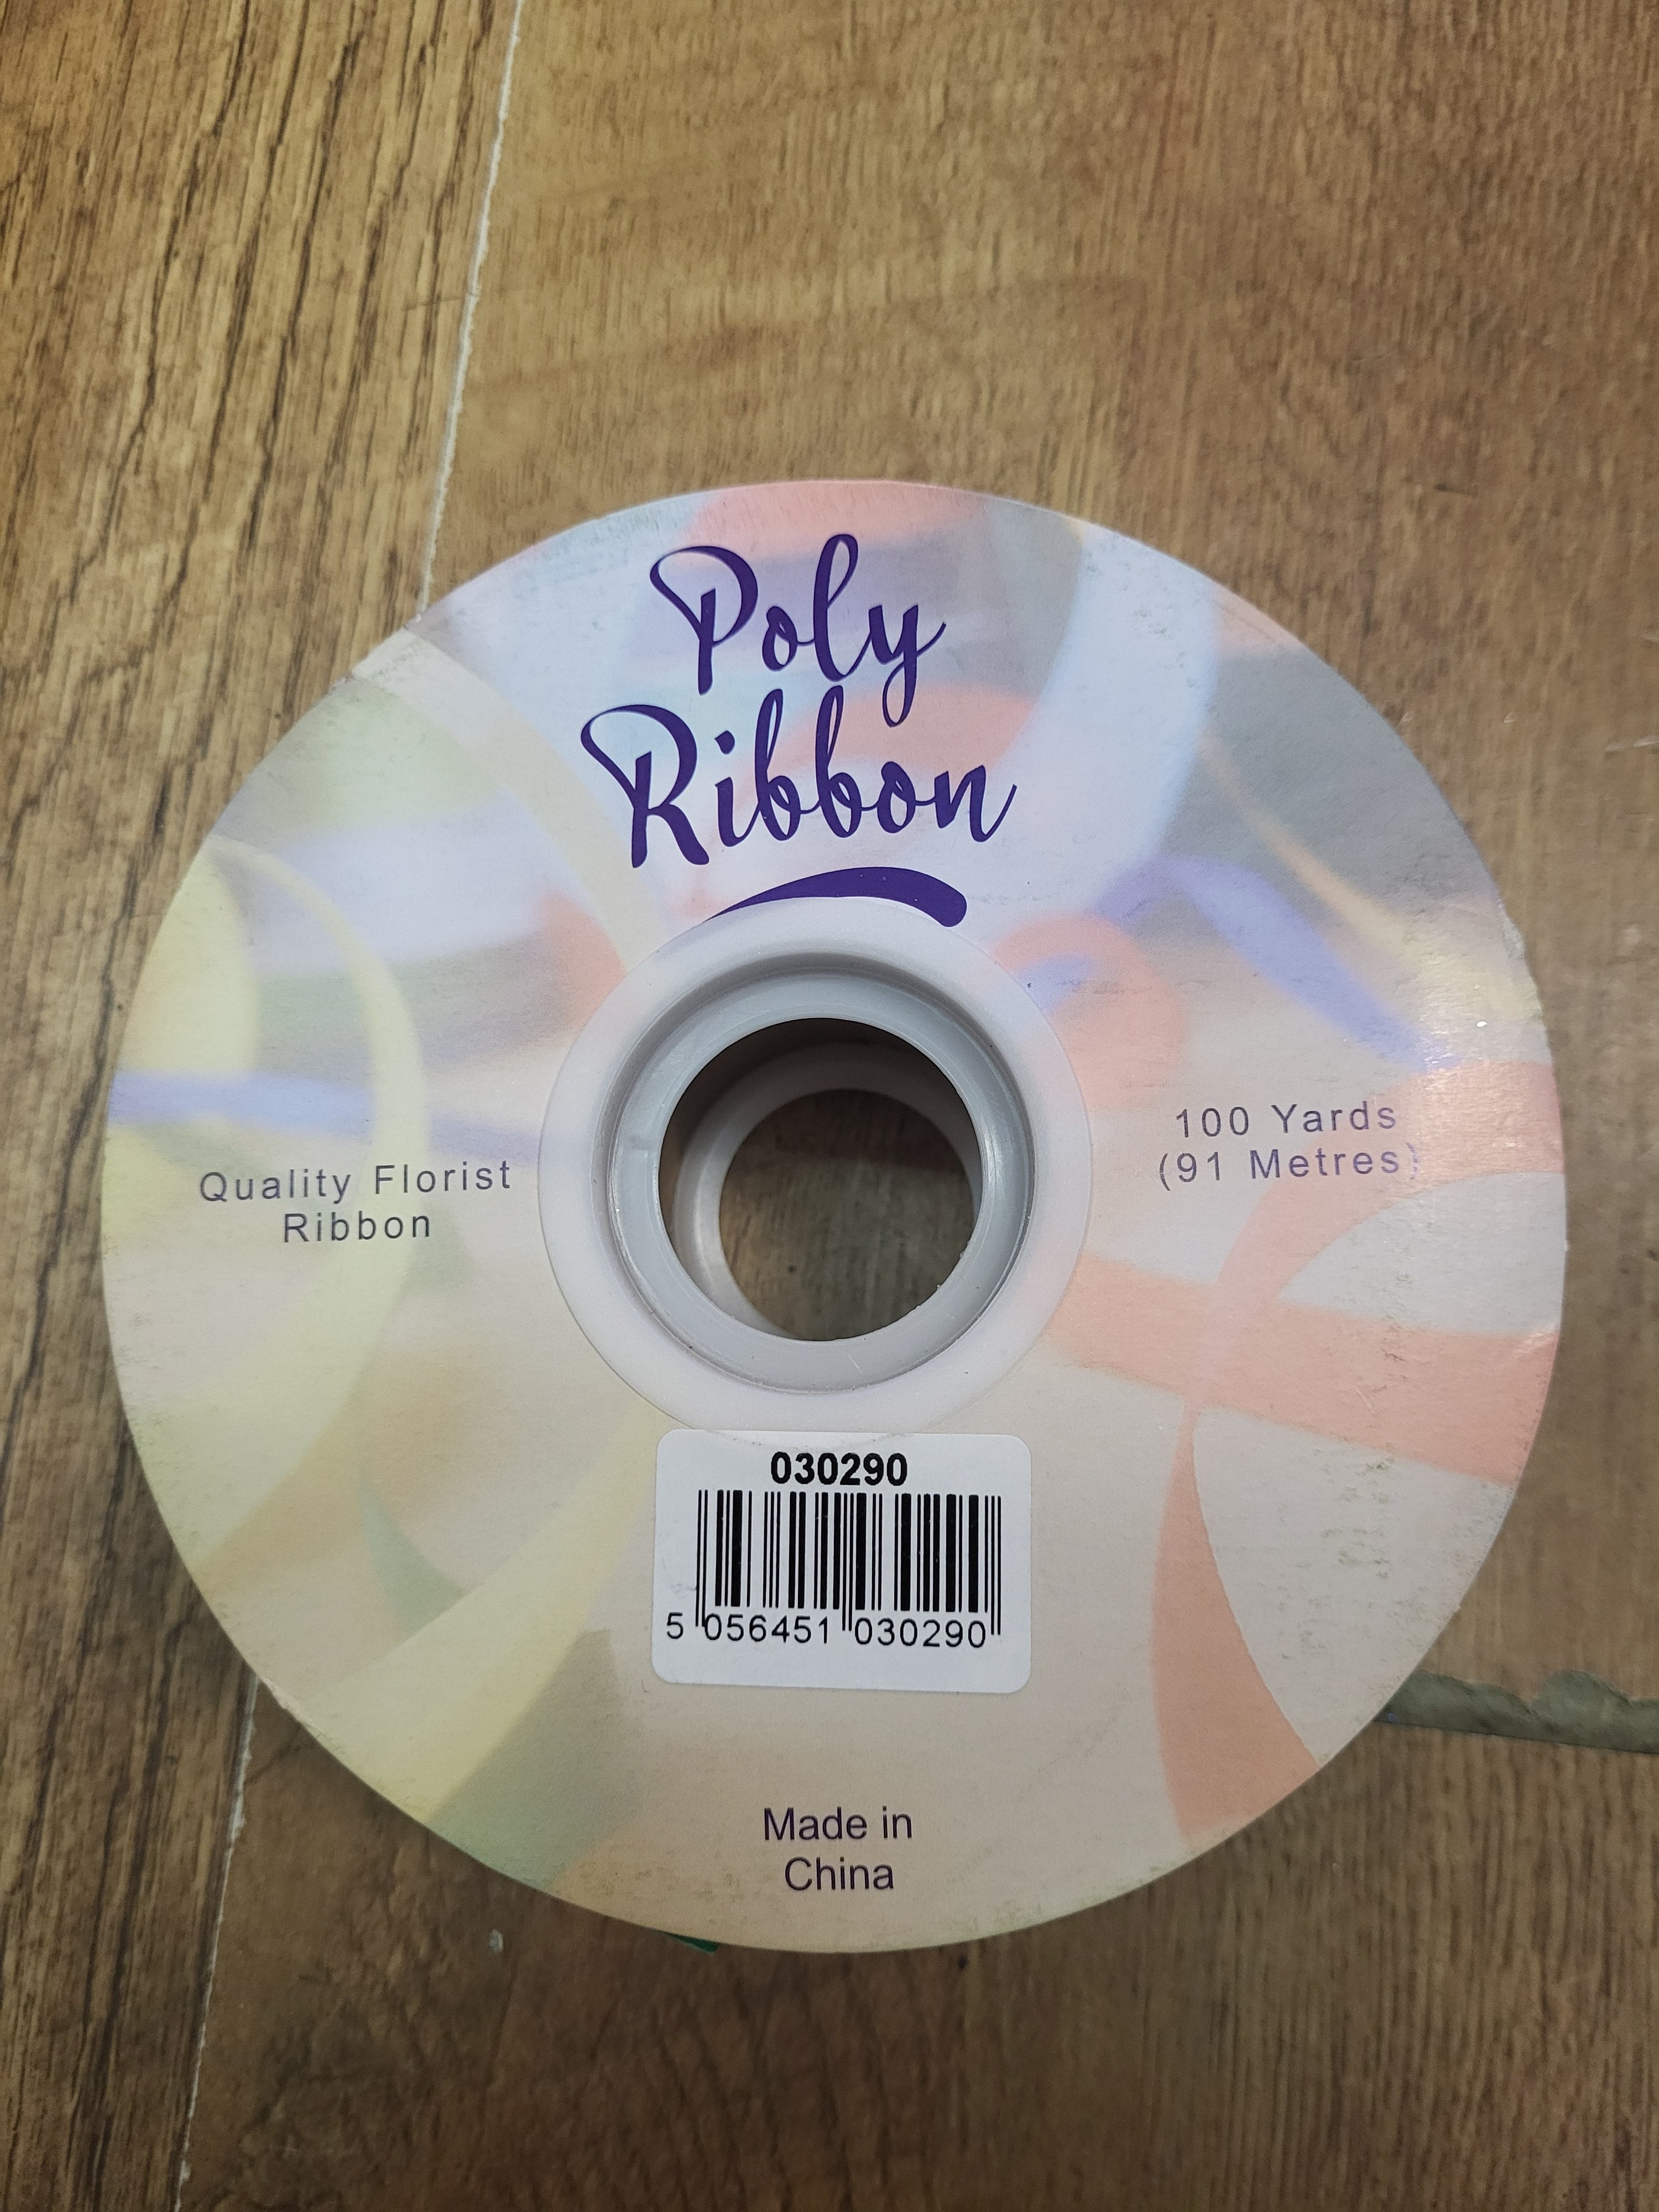 Poly
Ribbon
100 Yards
(91 Metres)
Quality Florist
Ribbon
030290
5 056451 030290
Made in
China